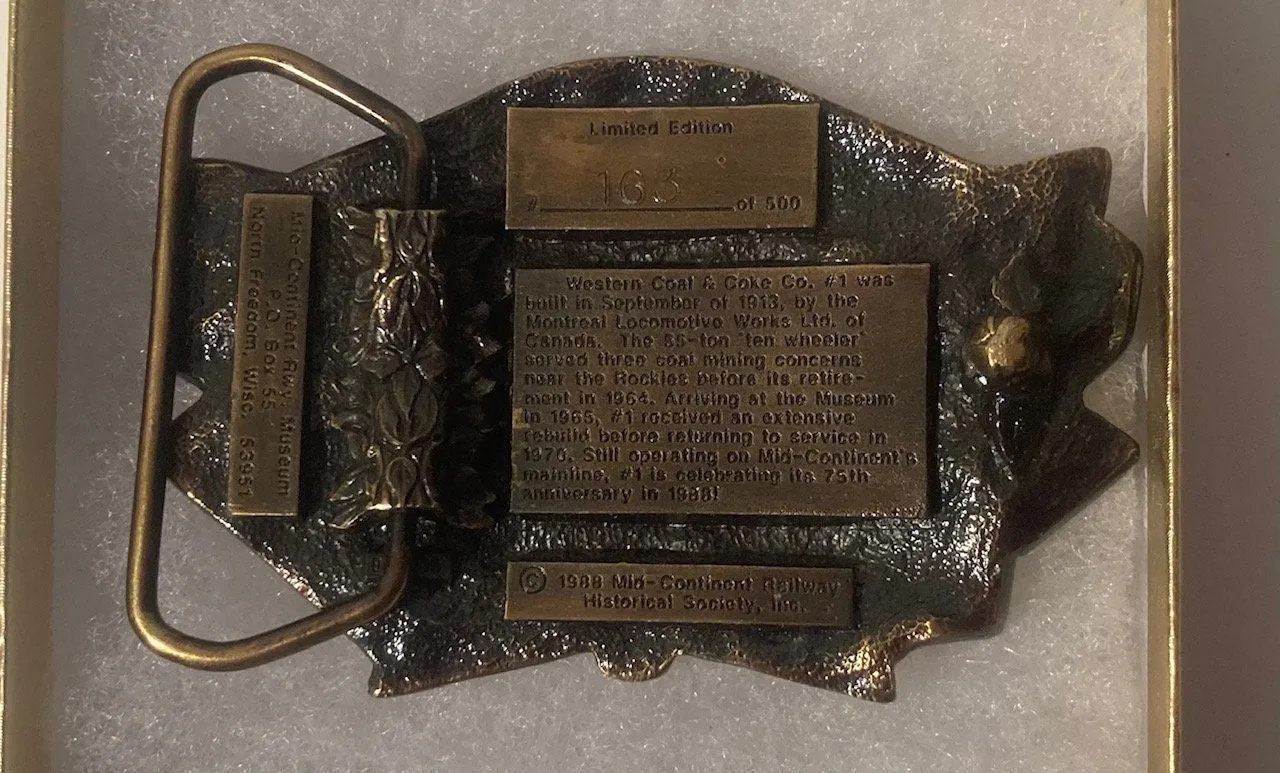 Limited Edition
# 163 of 500
Western Coal & Coke Co. #1 was
built in September of 1913, by the
Montreal Locomotive Works Ltd. of
Canada. The 85-ton "ten wheeler"
served three coal mining concerns
near the Rockies before its retire-
ment in 1964. Arriving at the Museum
in 1965, #1 received an extensive
rebuild before returning to service in
1976. Still operating on Mid-Continent's
mainline, #1 is celebrating its 75th
anniversary in 1988!
© 1988 Mid-Continent Railway
Historical Society, Inc.
Mid-Continent Rwy. Museum
P.O. Box 55
North Freedom, Wisc. 53951